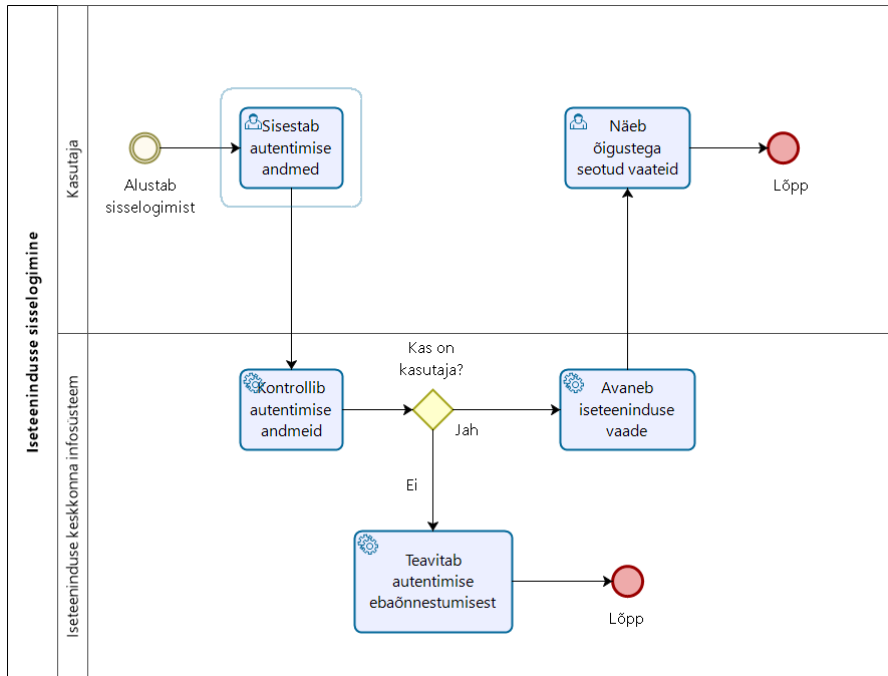 Iseteenindusse sisselogimine
Kasutaja
Alustab
sisselogimist
Sisestab
autentimise
andmed
Näeb
õigustega
seotud vaateid
Lõpp
Iseteeninduse keskkonna infosüsteem
Kontrollib
autentimise
andmeid
Kas on
kasutaja?
Jah
Ei
Avaneb
iseteeninduse
vaade
Teavitab
autentimise
ebaõnnestumisest
Lõpp